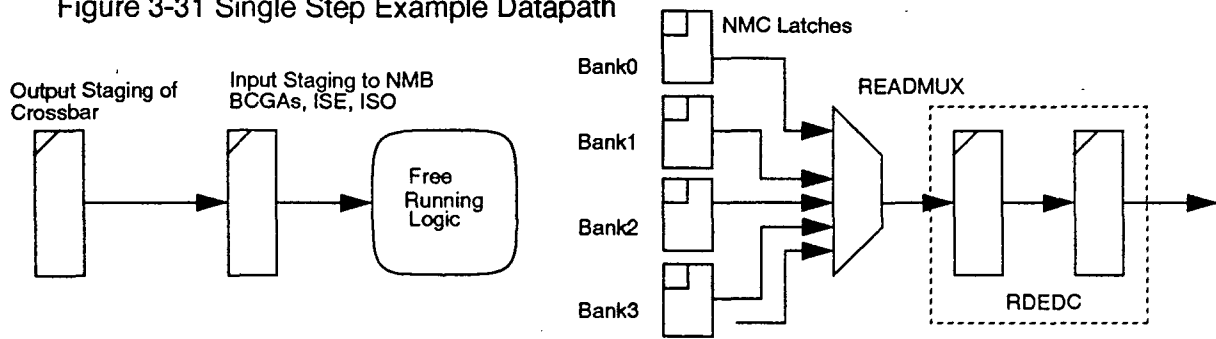 Figure 3-31 Single Step Example Datapath
Output Staging of
Crossbar
Input Staging to NMB
BCGAs, ISE, ISO
Free
Running
Logic
NMC Latches
Bank0
Bank1
Bank2
Bank3
READMUX
RDEDC